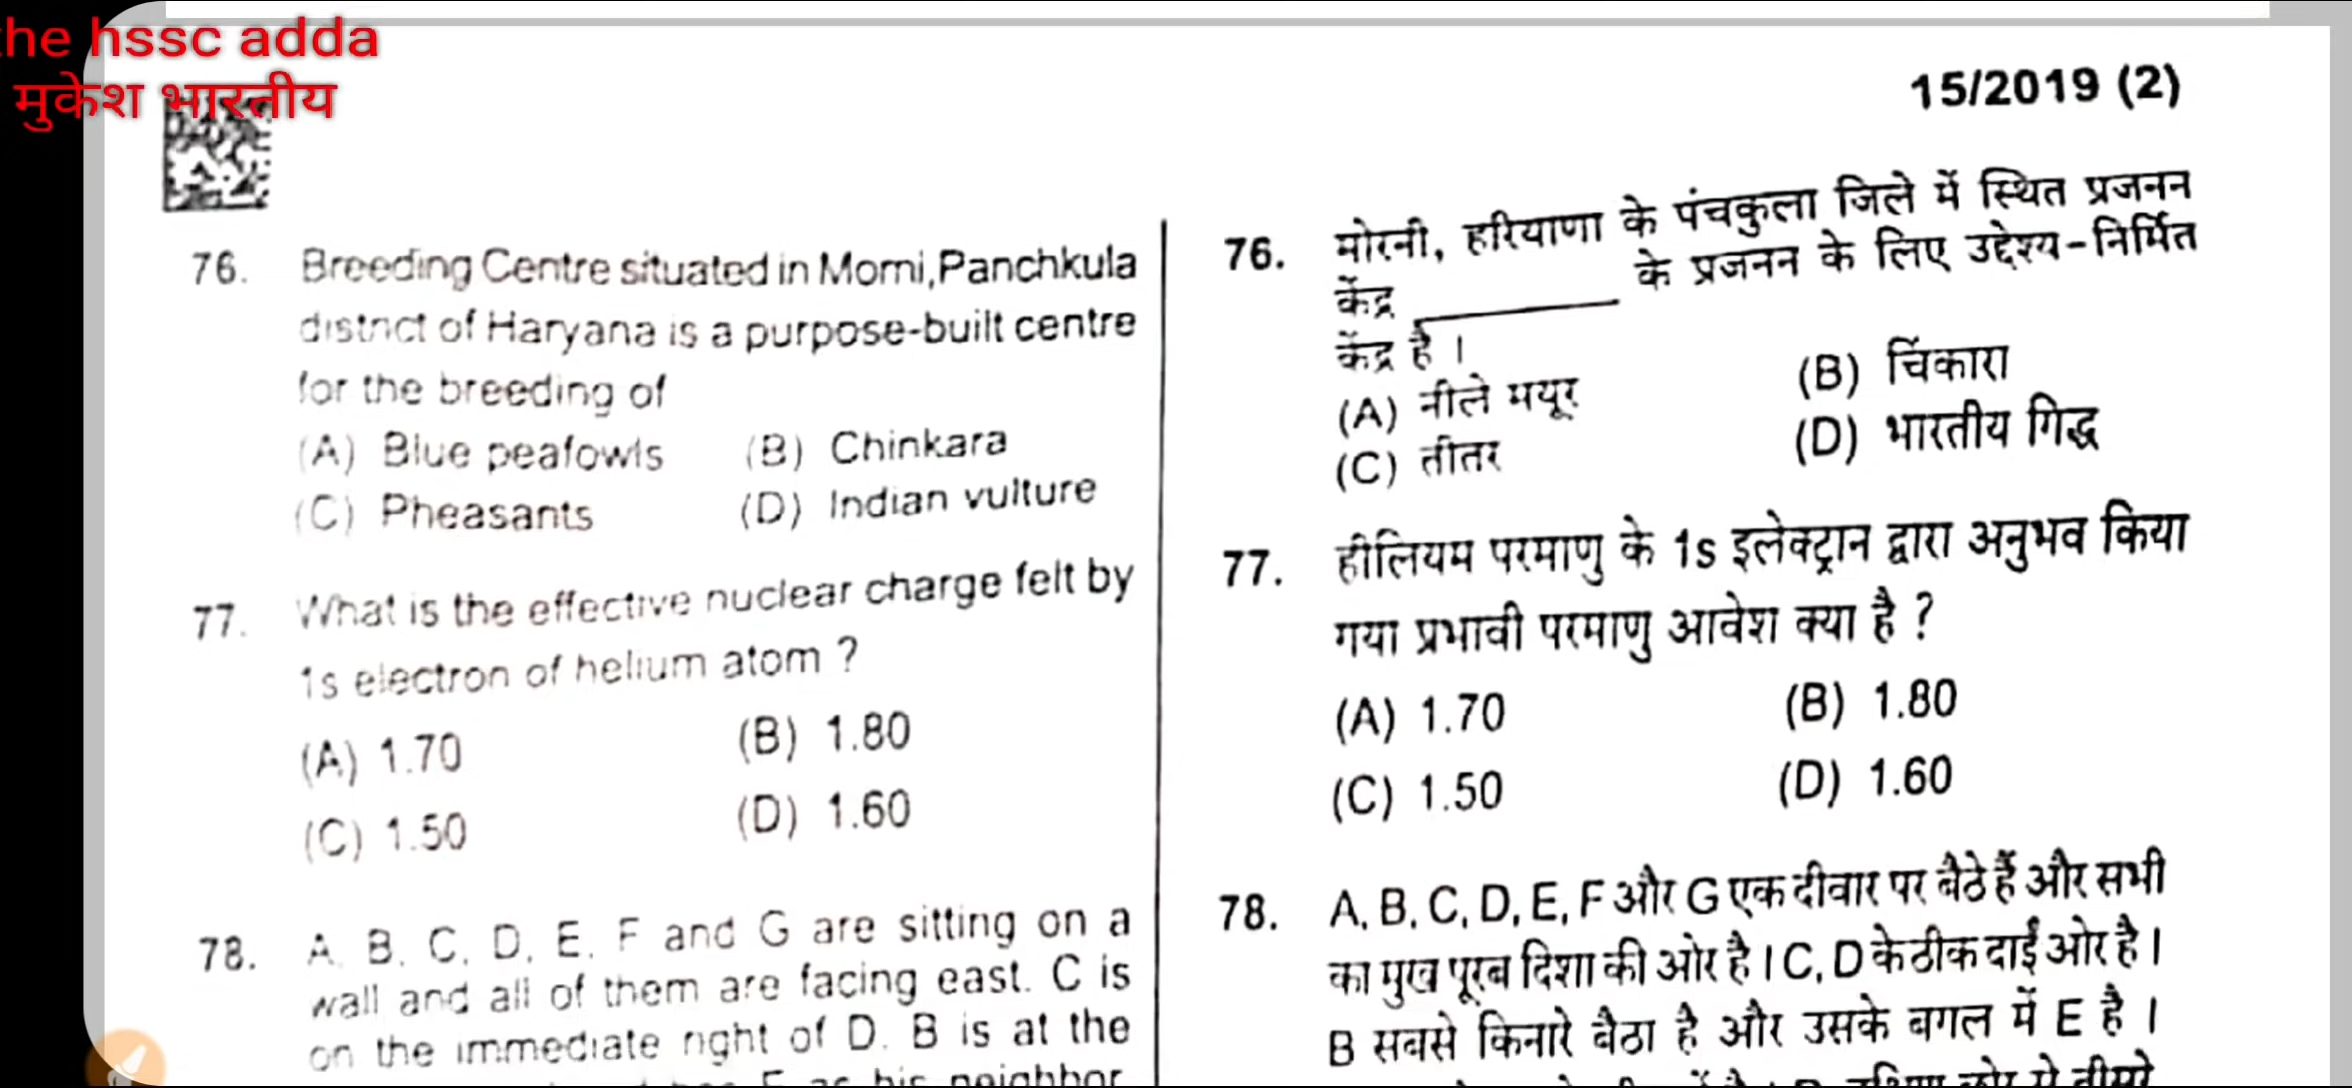 he hssc adda
मुकेश भारतीय
15/2019 (2)
76. Breeding Centre situated in Morni, Panchkula
district of Haryana is a purpose-built centre
for the breeding of
(A) Blue peafowls (B) Chinkara
(C) Pheasants (D) Indian vulture
77. What is the effective nuclear charge felt by
1s electron of helium atom ?
(A) 1.70 (B) 1.80
(C) 1.50 (D) 1.60
78. A, B, C, D, E, F and G are sitting on a
wall and all of them are facing east. C is
on the immediate right of D. B is at the
E as his neighbor
76. मोरनी, हरियाणा के पंचकुला जिले में स्थित प्रजनन
केंद्र ________ के प्रजनन के लिए उद्देश्य-निर्मित
केंद्र है ।
(A) नीले मयूर (B) चिंकारा
(C) तीतर (D) भारतीय गिद्ध
77. हीलियम परमाणु के 1s इलेक्ट्रान द्वारा अनुभव किया
गया प्रभावी परमाणु आवेश क्या है ?
(A) 1.70 (B) 1.80
(C) 1.50 (D) 1.60
78. A, B, C, D, E, F और G एक दीवार पर बैठे हैं और सभी
का मुख पूरब दिशा की ओर है । C, D के ठीक दाईं ओर है ।
B सबसे किनारे बैठा है और उसके बगल में E है ।